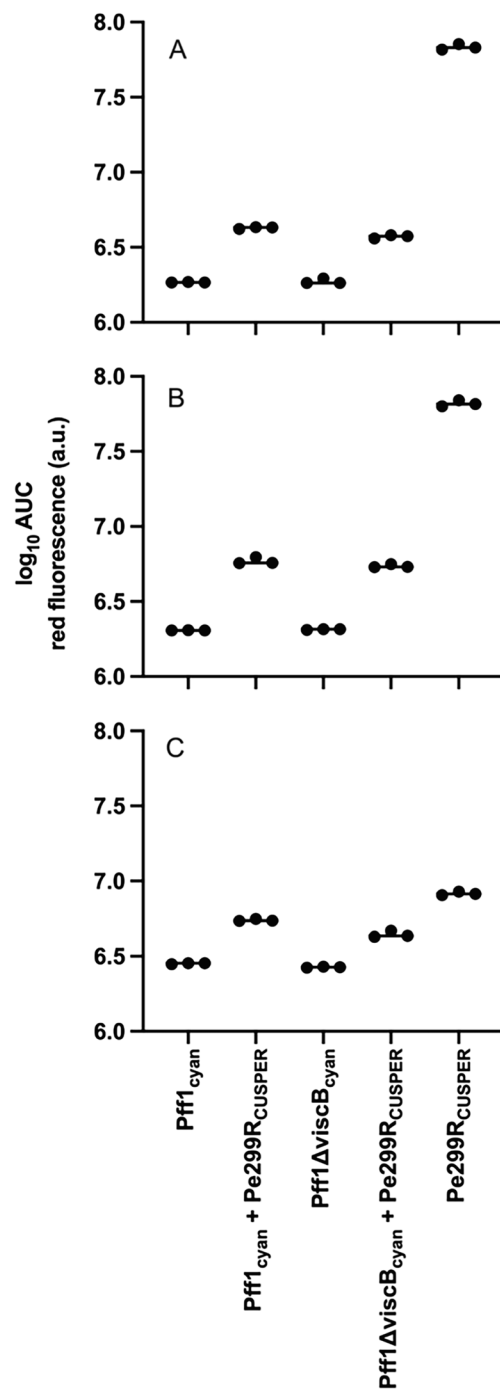 A
8.0
7.5
7.0
6.5
6.0
B
8.0
7.5
7.0
6.5
6.0
log₁₀ AUC
red fluorescence (a.u.)
C
8.0
7.5
7.0
6.5
6.0
Pff1cyan
Pff1cyan + Pe299RCUSPER
Pff1ΔviscBcyan
Pff1ΔviscBcyan + Pe299RCUSPER
Pe299RCUSPER